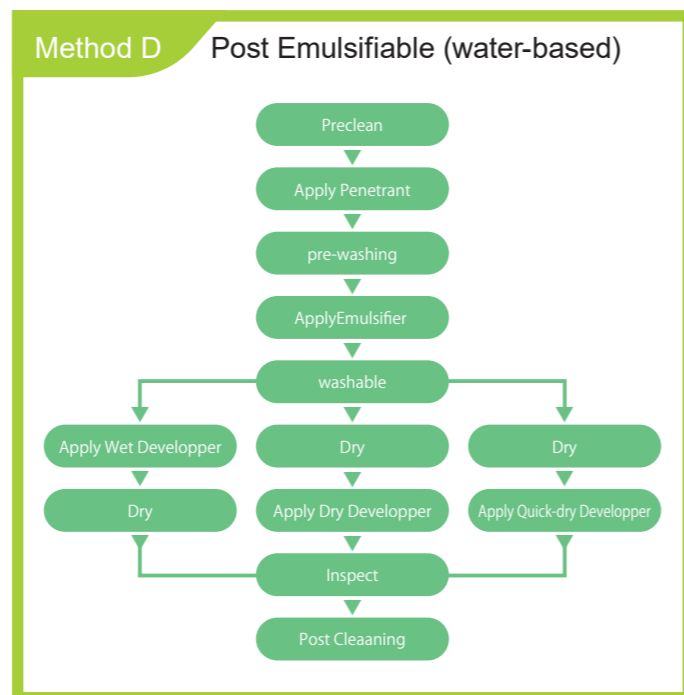 Method D
Post Emulsifiable (water-based)
Preclean
Apply Penetrant
pre-washing
ApplyEmulsifier
washable
Apply Wet Developper
Dry
Dry
Dry
Apply Dry Developper
Apply Quick-dry Developper
Inspect
Post Cleaaning